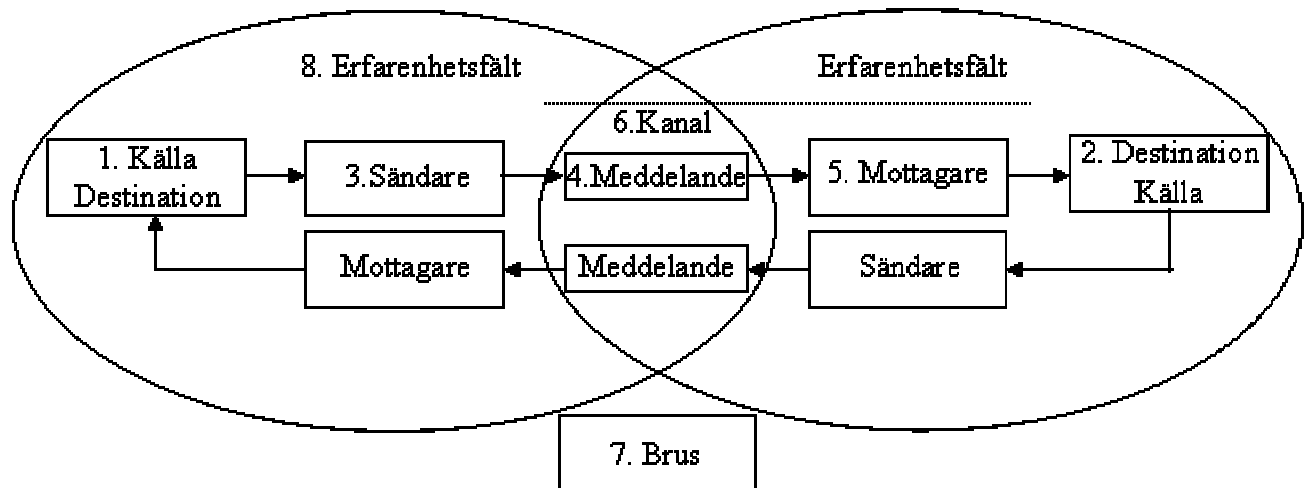 8. Erfarenhetsfält
Erfarenhetsfält
6.Kanal
1. Källa
Destination
3.Sändare
4.Meddelande
5. Mottagare
2. Destination
Källa
Mottagare
Meddelande
Sändare
7. Brus